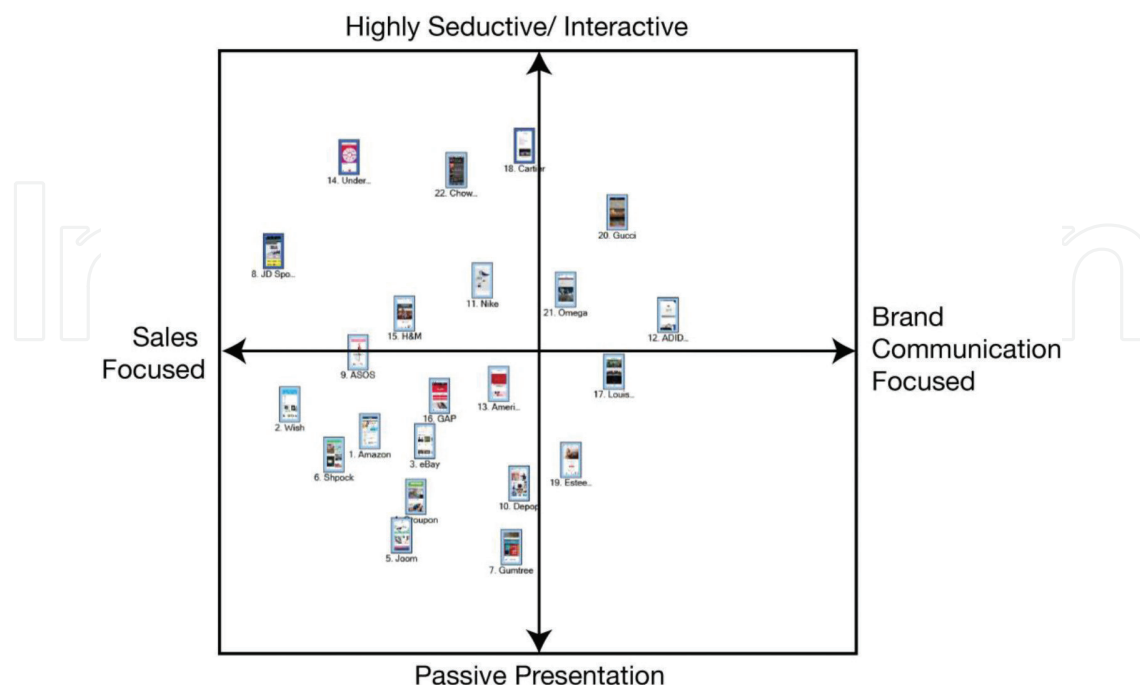 Highly Seductive/ Interactive
14. Under..
22. Chow...
18. Cartier
20. Gucci
8. JD Spo..
11. Nike
21. Omega
15. H&M
12. ADID..
Sales
Focused
Brand
Communication
Focused
9. ASOS
13. Ameri..
17. Louis..
2. Wish
16. GAP
1. Amazon
3. eBay
6. Shpock
19. Estee..
10. Depop
roupon
5. Joom
7. Gumtree
Passive Presentation